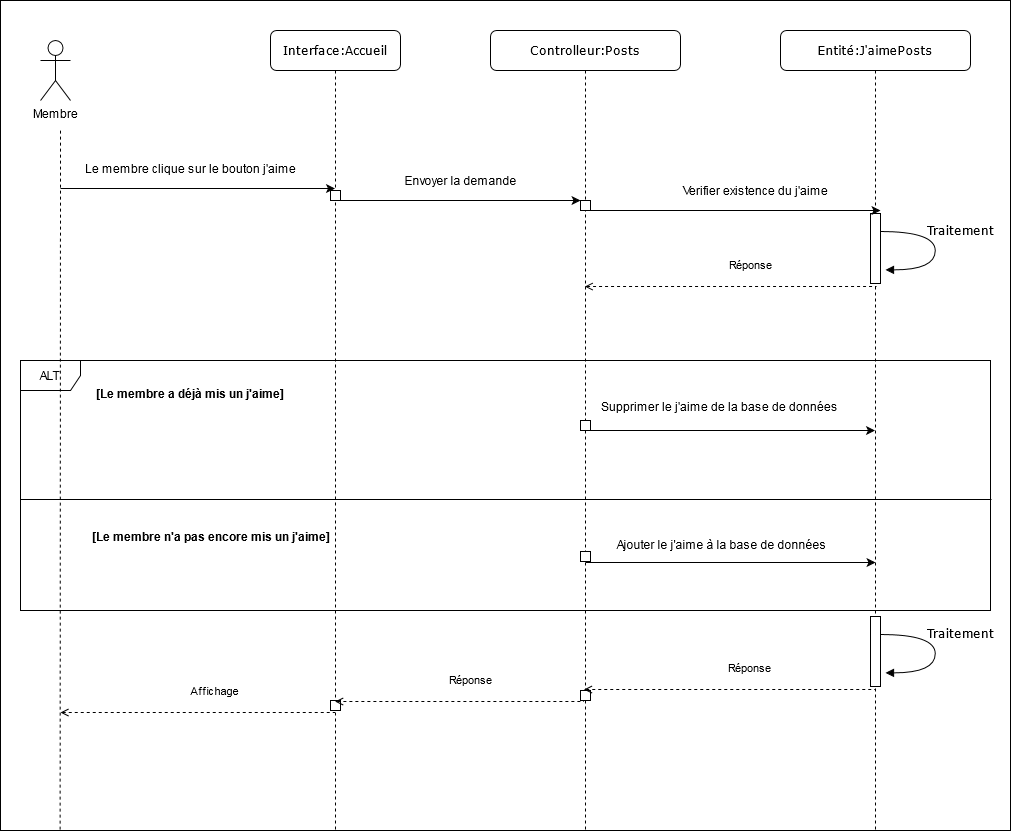 Interface:Accueil
Controlleur:Posts
Entité:J'aimePosts
Membre
Le membre clique sur le bouton j'aime
Envoyer la demande
Verifier existence du j'aime
Traitement
Réponse
ALT
[Le membre a déjà mis un j'aime]
Supprimer le j'aime de la base de données
[Le membre n'a pas encore mis un j'aime]
Ajouter le j'aime à la base de données
Traitement
Réponse
Réponse
Affichage